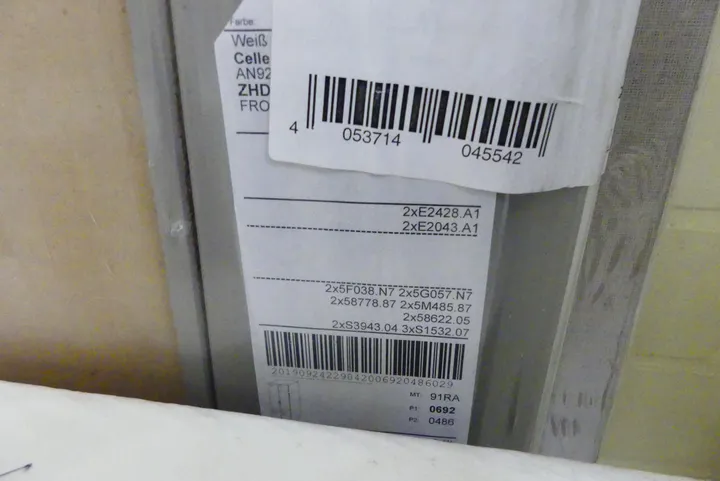 Farbe:
Weiß
Celle
AN92
ZHD
FRO
4 053714 045542
2xE2428.A1
2xE2043.A1
2x5F038.N7 2x5G057.N7
2x58778.87 2x5M485.87
2x58622.05
2xS3943.04 3xS1532.07
20190924229842006920486029
MT: 91RA
P1: 0692
P2: 0486